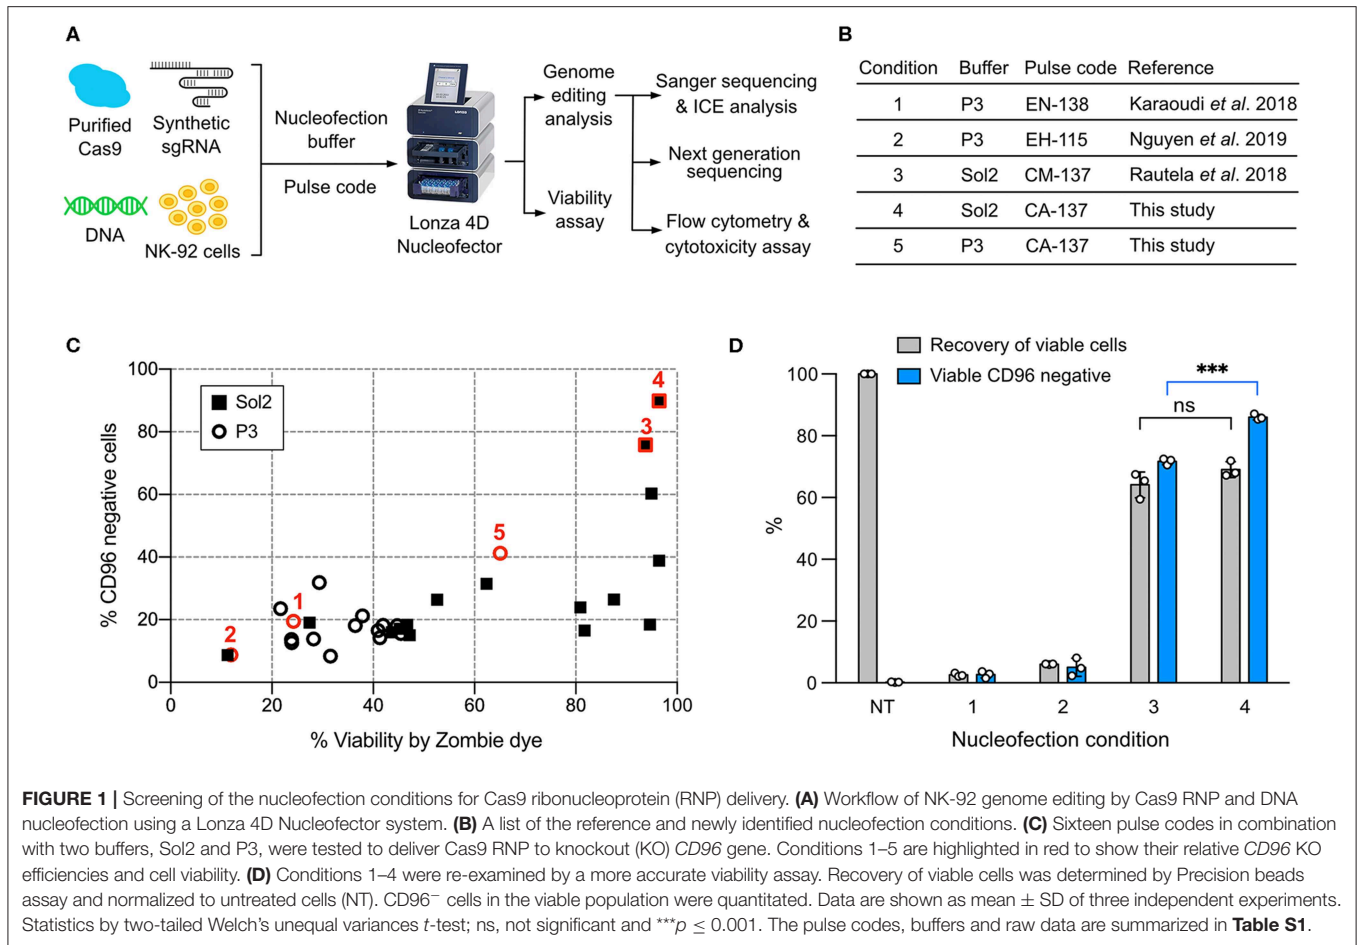 A
Purified
Cas9
Synthetic
sgRNA
DNA
NK-92 cells
Nucleofection
buffer
Pulse code
Lonza 4D
Nucleofector
Genome
editing
analysis
Viability
assay
Sanger sequencing
& ICE analysis
Next generation
sequencing
Flow cytometry &
cytotoxicity assay
B
Condition Buffer Pulse code Reference
1 P3 EN-138 Karaoudi et al. 2018
2 P3 EH-115 Nguyen et al. 2019
3 Sol2 CM-137 Rautela et al. 2018
4 Sol2 CA-137 This study
5 P3 CA-137 This study
C
% CD96 negative cells
100
80
60
40
20
0
Sol2
P3
4
3
5
1
2
0 20 40 60 80 100
% Viability by Zombie dye
D
Recovery of viable cells
Viable CD96 negative
***
ns
%
100
80
60
40
20
0
NT 1 2 3 4
Nucleofection condition
FIGURE 1 | Screening of the nucleofection conditions for Cas9 ribonucleoprotein (RNP) delivery. (A) Workflow of NK-92 genome editing by Cas9 RNP and DNA
nucleofection using a Lonza 4D Nucleofector system. (B) A list of the reference and newly identified nucleofection conditions. (C) Sixteen pulse codes in combination
with two buffers, Sol2 and P3, were tested to deliver Cas9 RNP to knockout (KO) CD96 gene. Conditions 1–5 are highlighted in red to show their relative CD96 KO
efficiencies and cell viability. (D) Conditions 1–4 were re-examined by a more accurate viability assay. Recovery of viable cells was determined by Precision beads
assay and normalized to untreated cells (NT). CD96⁻ cells in the viable population were quantitated. Data are shown as mean ± SD of three independent experiments.
Statistics by two-tailed Welch's unequal variances t-test; ns, not significant and ***p ≤ 0.001. The pulse codes, buffers and raw data are summarized in Table S1.